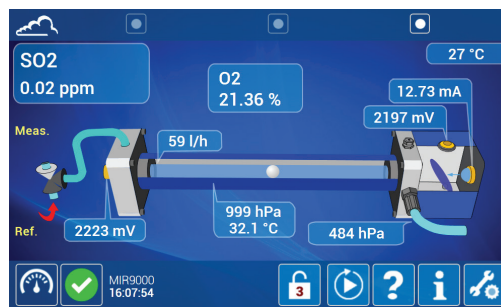 27 °C
SO2
0.02 ppm
O2
21.36 %
12.73 mA
2197 mV
Meas.
59 l/h
999 hPa
32.1 °C
Ref.
2223 mV
484 hPa
MIR9000
16:07:54
3
?
i